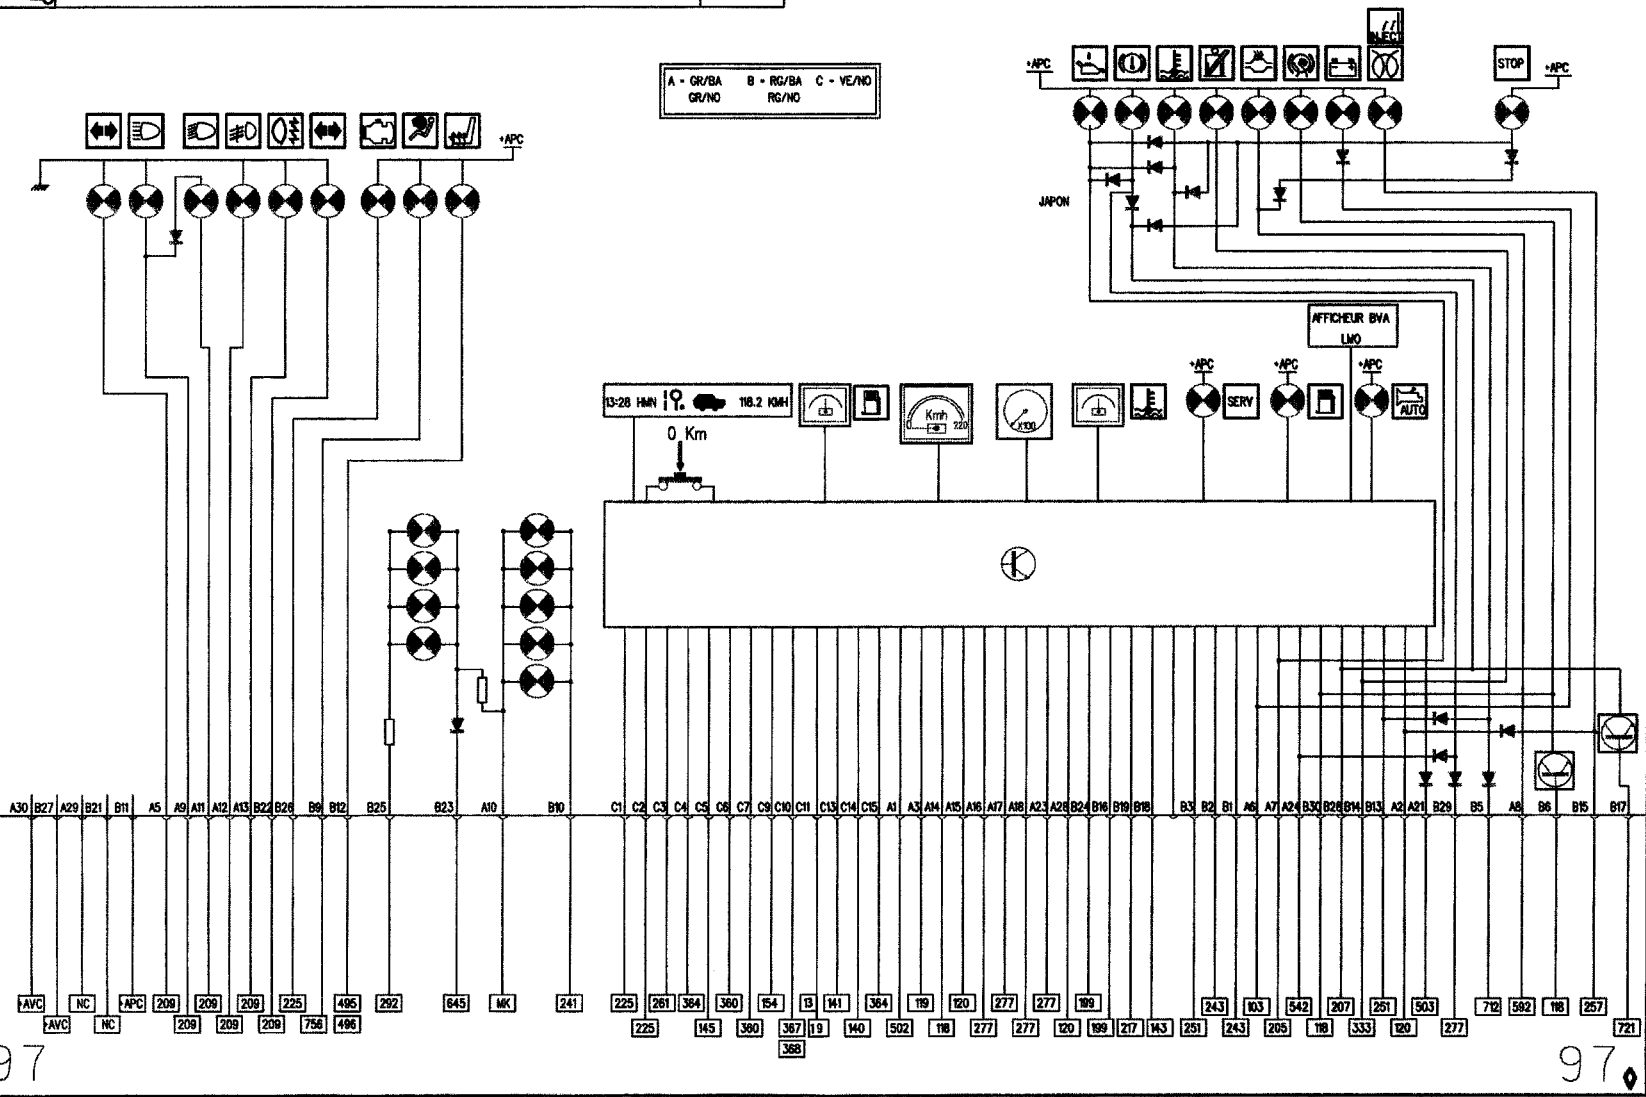 A - GR/BA B - RG/BA C - VE/NO
GR/NO RG/NO
+APC
INJECT
STOP
+APC
+APC
JAPON
AFFICHEUR BVA
LMO
+APC
+APC
+APC
13:28 HMN 118.2 KMH
0 Km
Kmh
0 220
X100
SERV
AUTO
A30 B27 A29 B21 B11 A5 A9 A11 A12 A13 B22 B26 B9 B12 B25 B23 A10 B10 C1 C2 C3 C4 C5 C6 C7 C9 C10 C11 C13 C14 C15 A1 A3 A14 A15 A16 A17 A18 A23 A28 B24 B16 B19 B18 B3 B2 B1 A6 A7 A24 B30 B28 B14 B13 A2 A21 B29 B5 A8 B6 B15 B17
+AVC NC +APC 209 209 209 225 495 292 645 MK 241 225 261 364 360 154 13 141 364 119 120 277 277 199 243 103 542 207 251 503 712 592 118 257
+AVC NC 209 209 209 756 496 225 145 380 367 19 140 502 118 277 277 120 199 217 143 251 243 205 118 333 120 277 721
368
97
97